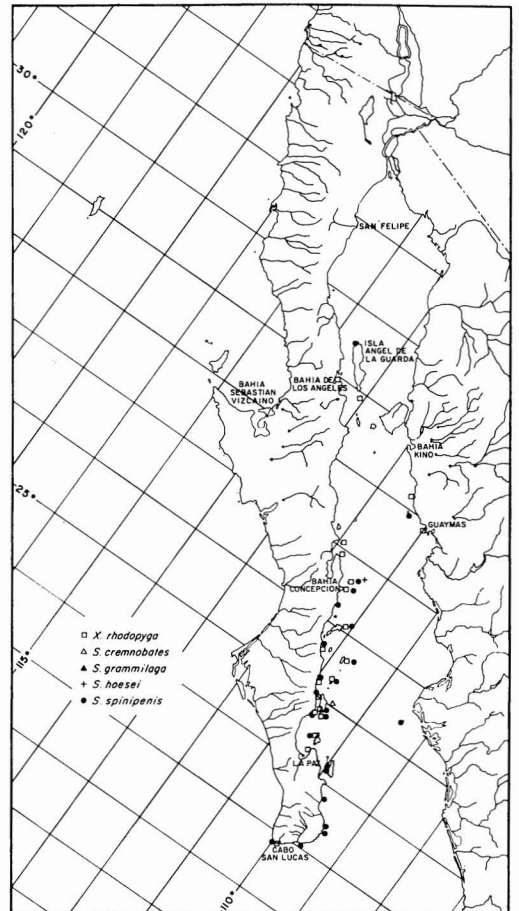 30°
120°
SAN FELIPE
ISLA
ANGEL DE
LA GUARDA
BAHIA
SEBASTIAN
VIZCAINO
BAHIA DE
LOS ANGELES
BAHIA
KINO
25°
GUAYMAS
BAHIA
CONCEPCION
X. rhodopyga
S. cremnobates
S. grammilaga
S. hoesei
S. spinipenis
115°
LA PAZ
CABO
SAN LUCAS
110°